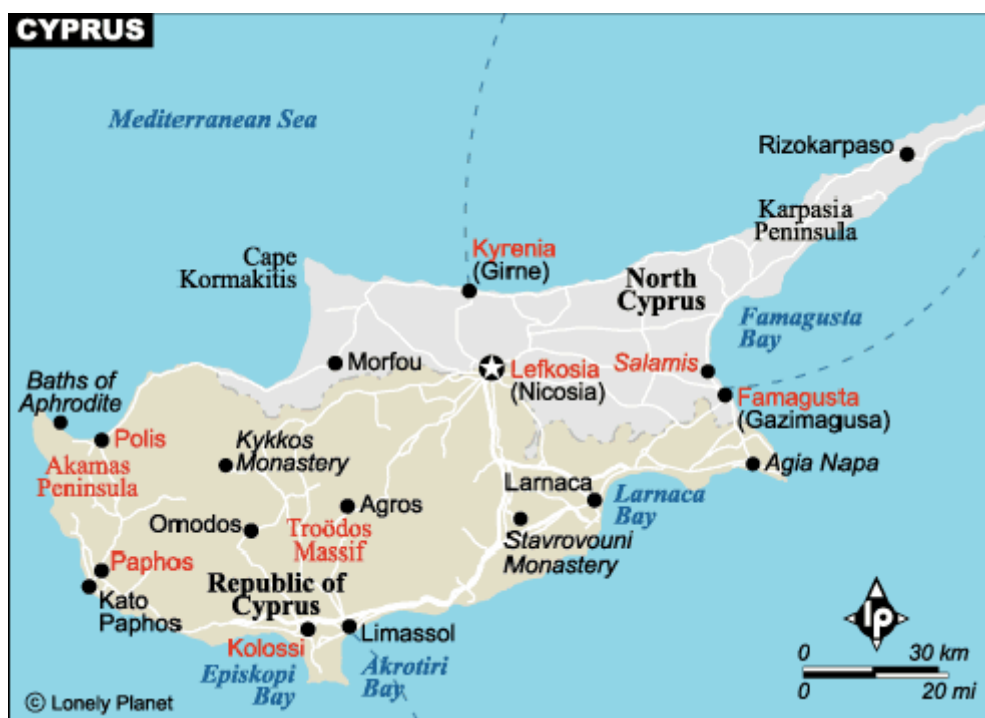 CYPRUS
Mediterranean Sea
Rizokarpaso
Karpasia
Peninsula
Cape
Kormakitis
Kyrenia
(Girne)
North
Cyprus
Famagusta
Bay
Morfou
Lefkosia
(Nicosia)
Salamis
Famagusta
(Gazimagusa)
Baths of
Aphrodite
Polis
Akamas
Peninsula
Kykkos
Monastery
Agia Napa
Larnaca
Larnaca
Bay
Agros
Omodos
Troödos
Massif
Stavrovouni
Monastery
Paphos
Kato
Paphos
Republic of
Cyprus
Kolossi
Limassol
Episkopi
Bay
Akrotiri
Bay
lp
0 30 km
0 20 mi
© Lonely Planet